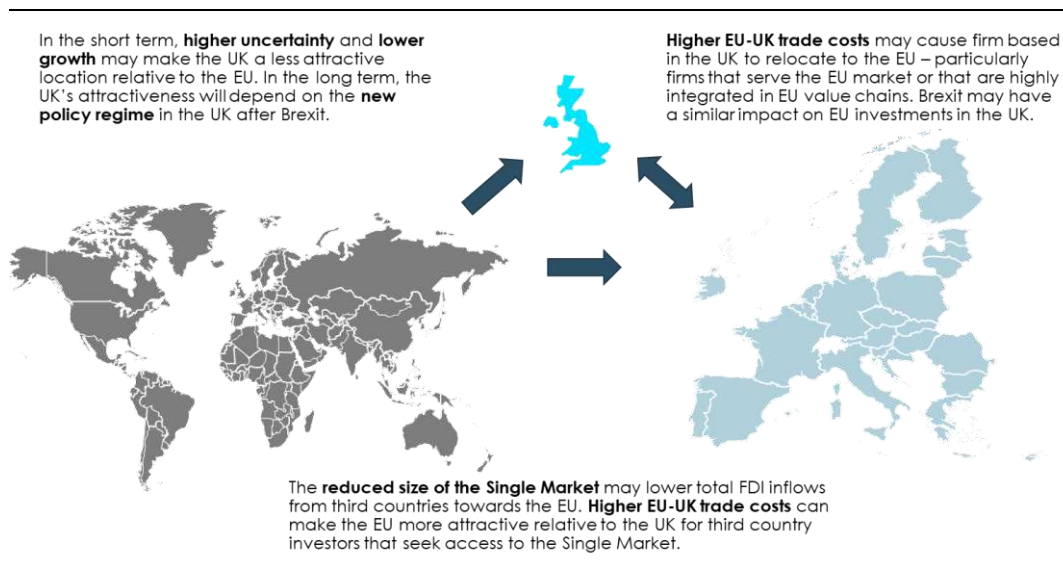 In the short term, higher uncertainty and lower
growth may make the UK a less attractive
location relative to the EU. In the long term, the
UK's attractiveness will depend on the new
policy regime in the UK after Brexit.
Higher EU-UK trade costs may cause firm based
in the UK to relocate to the EU – particularly
firms that serve the EU market or that are highly
integrated in EU value chains. Brexit may have
a similar impact on EU investments in the UK.
The reduced size of the Single Market may lower total FDI inflows
from third countries towards the EU. Higher EU-UK trade costs can
make the EU more attractive relative to the UK for third country
investors that seek access to the Single Market.